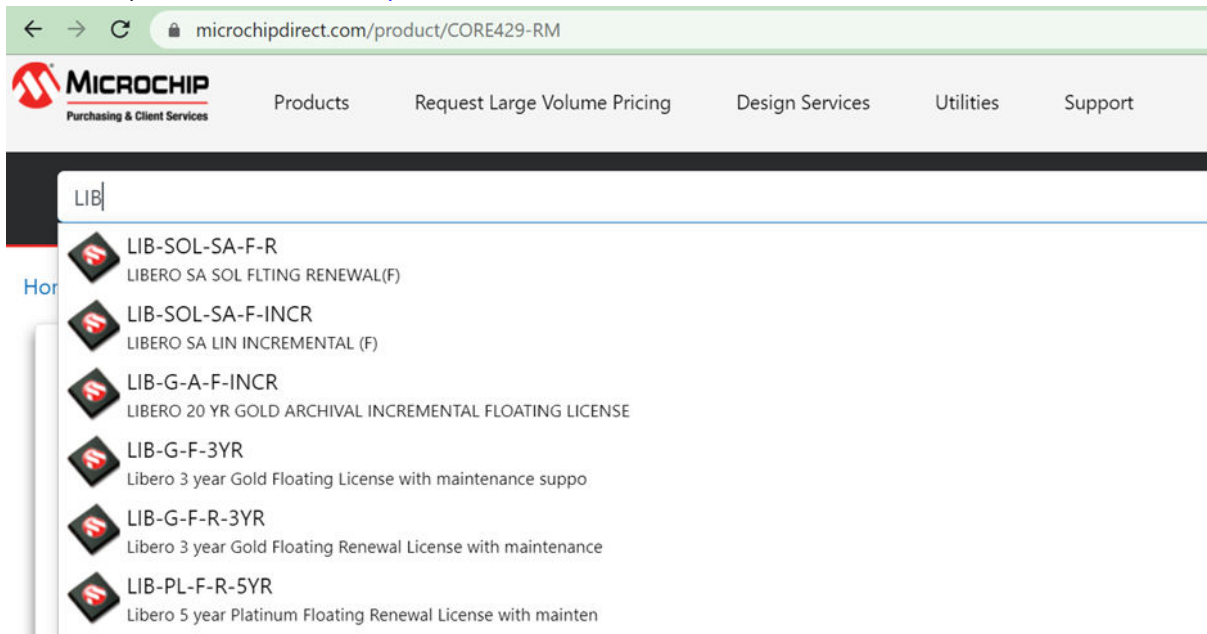 microchipdirect.com/product/CORE429-RM
MICROCHIP
Purchasing & Client Services
Products Request Large Volume Pricing Design Services Utilities Support
LIB
LIB-SOL-SA-F-R
LIBERO SA SOL FLTING RENEWAL(F)
Hor
LIB-SOL-SA-F-INCR
LIBERO SA LIN INCREMENTAL (F)
LIB-G-A-F-INCR
LIBERO 20 YR GOLD ARCHIVAL INCREMENTAL FLOATING LICENSE
LIB-G-F-3YR
Libero 3 year Gold Floating License with maintenance suppo
LIB-G-F-R-3YR
Libero 3 year Gold Floating Renewal License with maintenance
LIB-PL-F-R-5YR
Libero 5 year Platinum Floating Renewal License with mainten